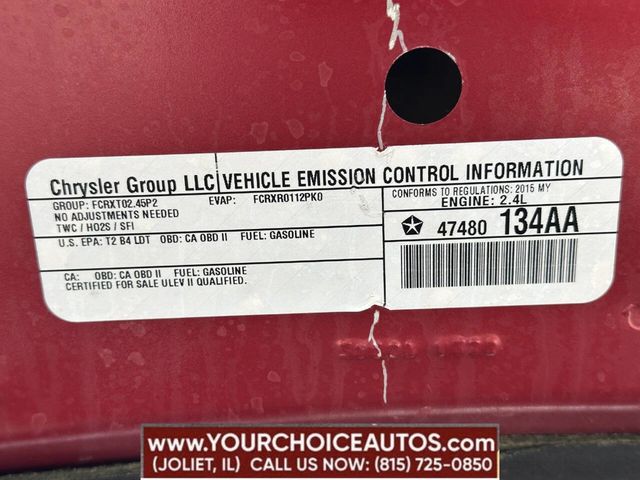 Chrysler Group LLC VEHICLE EMISSION CONTROL INFORMATION
GROUP: FCRXT02.45P2 EVAP: FCRXR0112PK0
NO ADJUSTMENTS NEEDED
TWC / HO2S / SFI
U.S. EPA: T2 B4 LDT OBD: CA OBD II FUEL: GASOLINE
CA: OBD: CA OBD II FUEL: GASOLINE
CERTIFIED FOR SALE ULEV II QUALIFIED.
CONFORMS TO REGULATIONS: 2015 MY
ENGINE: 2.4L
47480 134AA
WWW.YOURCHOICEAUTOS.COM
(JOLIET, IL) CALL US NOW: (815) 725-0850